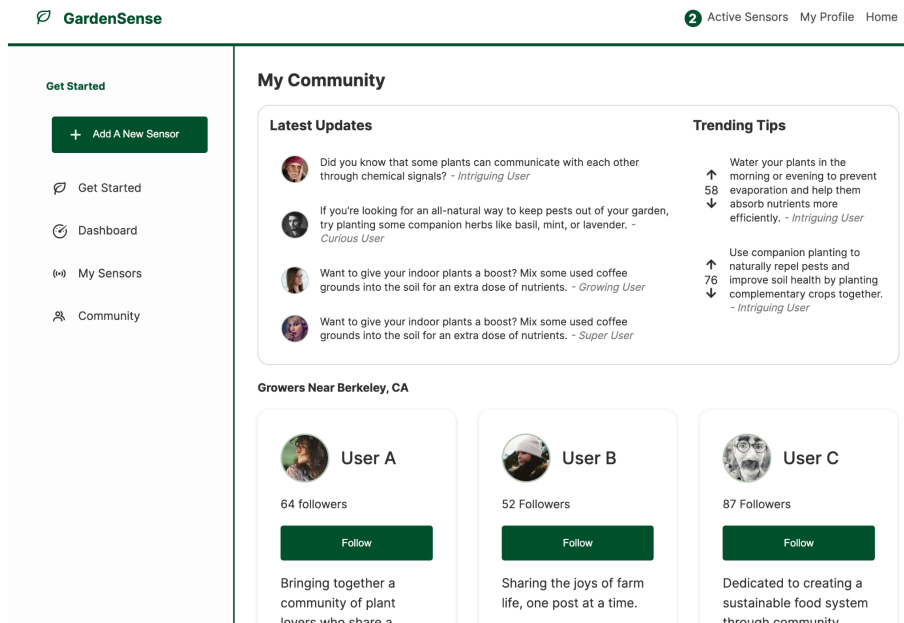 GardenSense
2 Active Sensors My Profile Home
Get Started
+ Add A New Sensor
Get Started
Dashboard
My Sensors
Community
My Community
Latest Updates
Did you know that some plants can communicate with each other
through chemical signals? - Intriguing User
If you're looking for an all-natural way to keep pests out of your garden,
try planting some companion herbs like basil, mint, or lavender. -
Curious User
Want to give your indoor plants a boost? Mix some used coffee
grounds into the soil for an extra dose of nutrients. - Growing User
Want to give your indoor plants a boost? Mix some used coffee
grounds into the soil for an extra dose of nutrients. - Super User
Trending Tips
58
Water your plants in the
morning or evening to prevent
evaporation and help them
absorb nutrients more
efficiently. - Intriguing User
76
Use companion planting to
naturally repel pests and
improve soil health by planting
complementary crops together.
- Intriguing User
Growers Near Berkeley, CA
User A
64 followers
Follow
Bringing together a
community of plant
lovers who share a
User B
52 Followers
Follow
Sharing the joys of farm
life, one post at a time.
User C
87 Followers
Follow
Dedicated to creating a
sustainable food system
through community